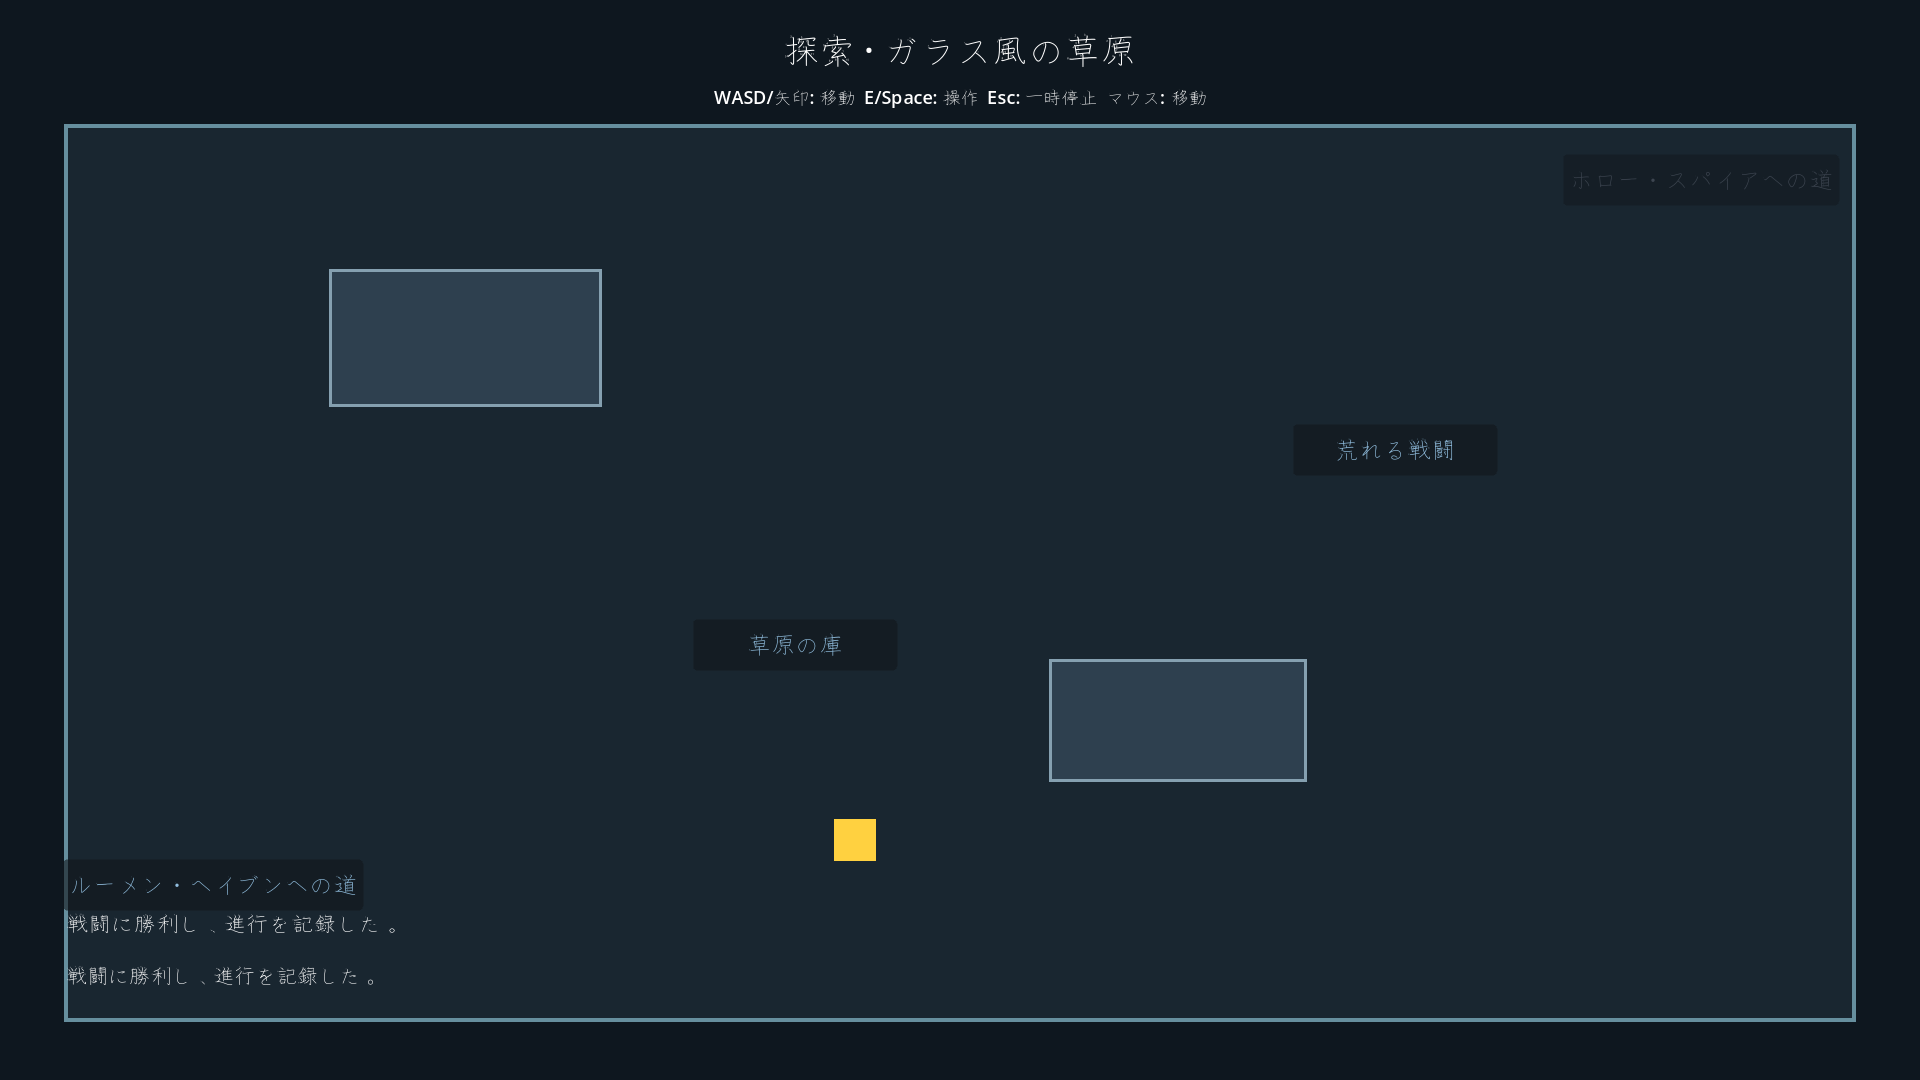 探索・ガラス風の草原
WASD/矢印: 移動 E/Space: 操作 Esc: 一時停止 マウス: 移動
ホロー・スパイアへの道
荒れる戦闘
草原の庫
ルーメン・ヘイブンへの道
戦闘に勝利し、進行を記録した。
戦闘に勝利し、進行を記録した。